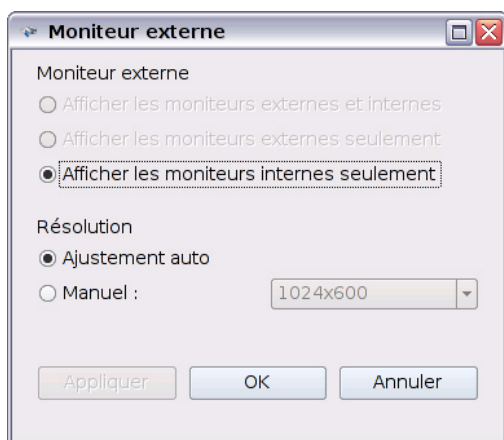 Moniteur externe
Moniteur externe
Afficher les moniteurs externes et internes
Afficher les moniteurs externes seulement
Afficher les moniteurs internes seulement
Résolution
Ajustement auto
Manuel : 1024x600
Appliquer OK Annuler